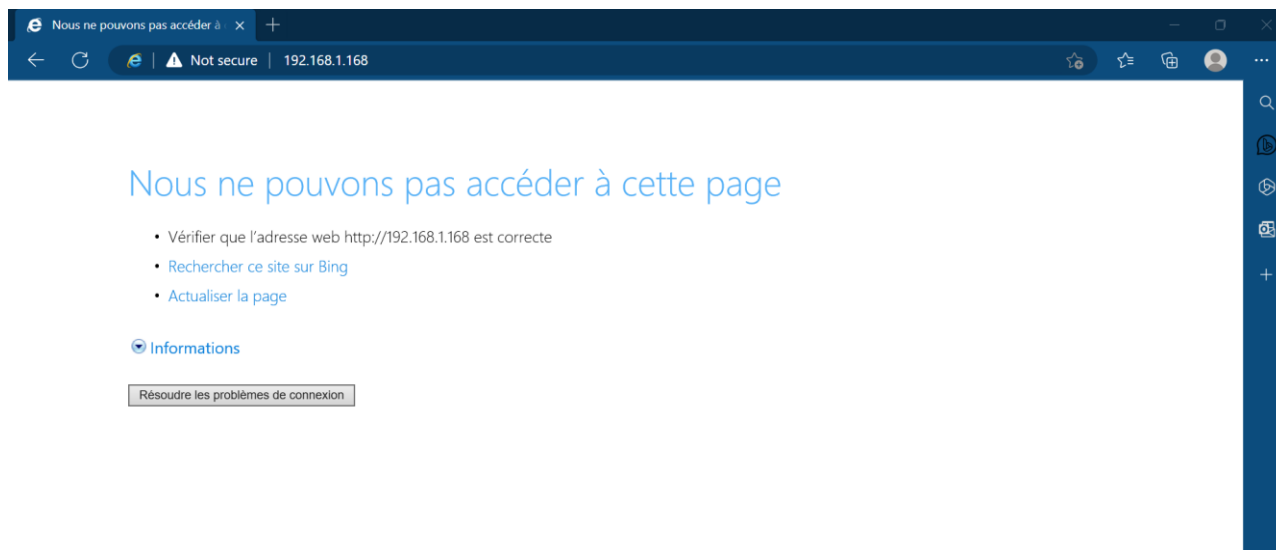 Nous ne pouvons pas accéder à
Not secure | 192.168.1.168
Nous ne pouvons pas accéder à cette page
• Vérifier que l'adresse web http://192.168.1.168 est correcte
• Rechercher ce site sur Bing
• Actualiser la page
Informations
Résoudre les problèmes de connexion